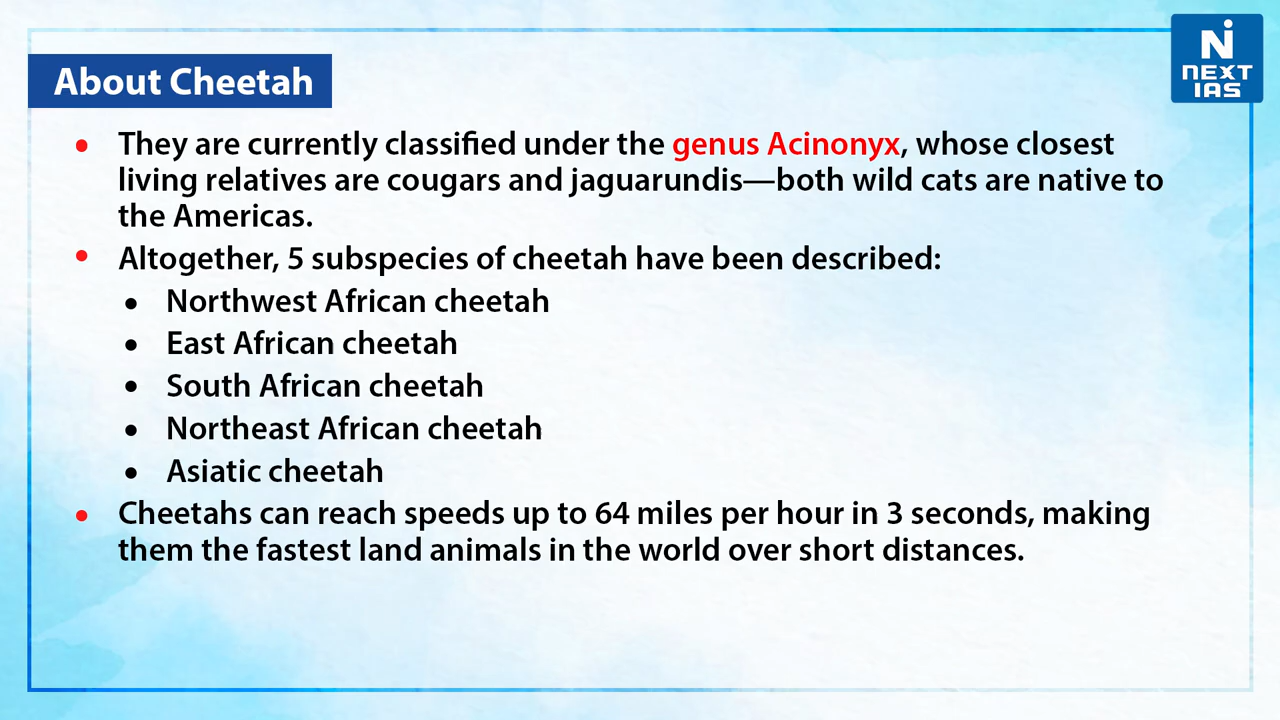 About Cheetah
NEXT
IAS
• They are currently classified under the genus Acinonyx, whose closest
living relatives are cougars and jaguarundis—both wild cats are native to
the Americas.
• Altogether, 5 subspecies of cheetah have been described:
• Northwest African cheetah
• East African cheetah
• South African cheetah
• Northeast African cheetah
• Asiatic cheetah
• Cheetahs can reach speeds up to 64 miles per hour in 3 seconds, making
them the fastest land animals in the world over short distances.